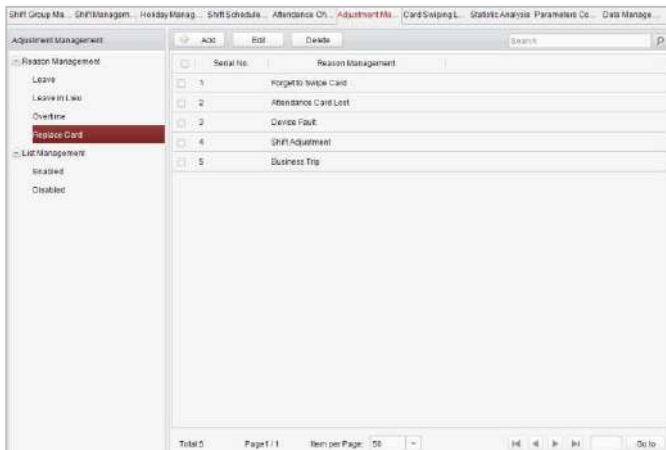 Shift Group Ma... Shift Managem... Holiday Manag... Shift Schedule... Attendance Ch... Adjustment Ma... Card Swiping L... Statistic Analysis Parameters Co... Data Manage...
Adjustment Management Add Edit Delete Search
Reason Management Serial No. Reason Management
Leave 1 Forget to Swipe Card
Leave in Lieu 2 Attendance Card Lost
Overtime 3 Device Fault
Replace Card 4 Shift Adjustment
List Management 5 Business Trip
Enabled
Disabled
Total 5 Page 1 / 1 Item per Page: 50 Go to